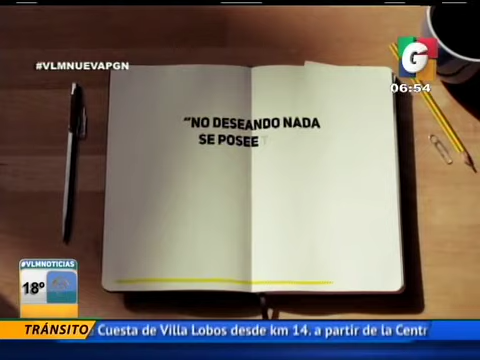 #VLMNUEVAPGN
G
06:54
"NO DESEANDO NADA
SE POSEE
#VLMNOTICIAS
18º
TRÁNSITO
Cuesta de Villa Lobos desde km 14. a partir de la Centr